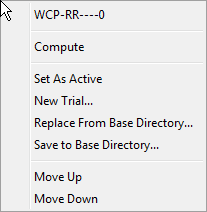 WCP-RR----0
Compute
Set As Active
New Trial...
Replace From Base Directory...
Save to Base Directory...
Move Up
Move Down